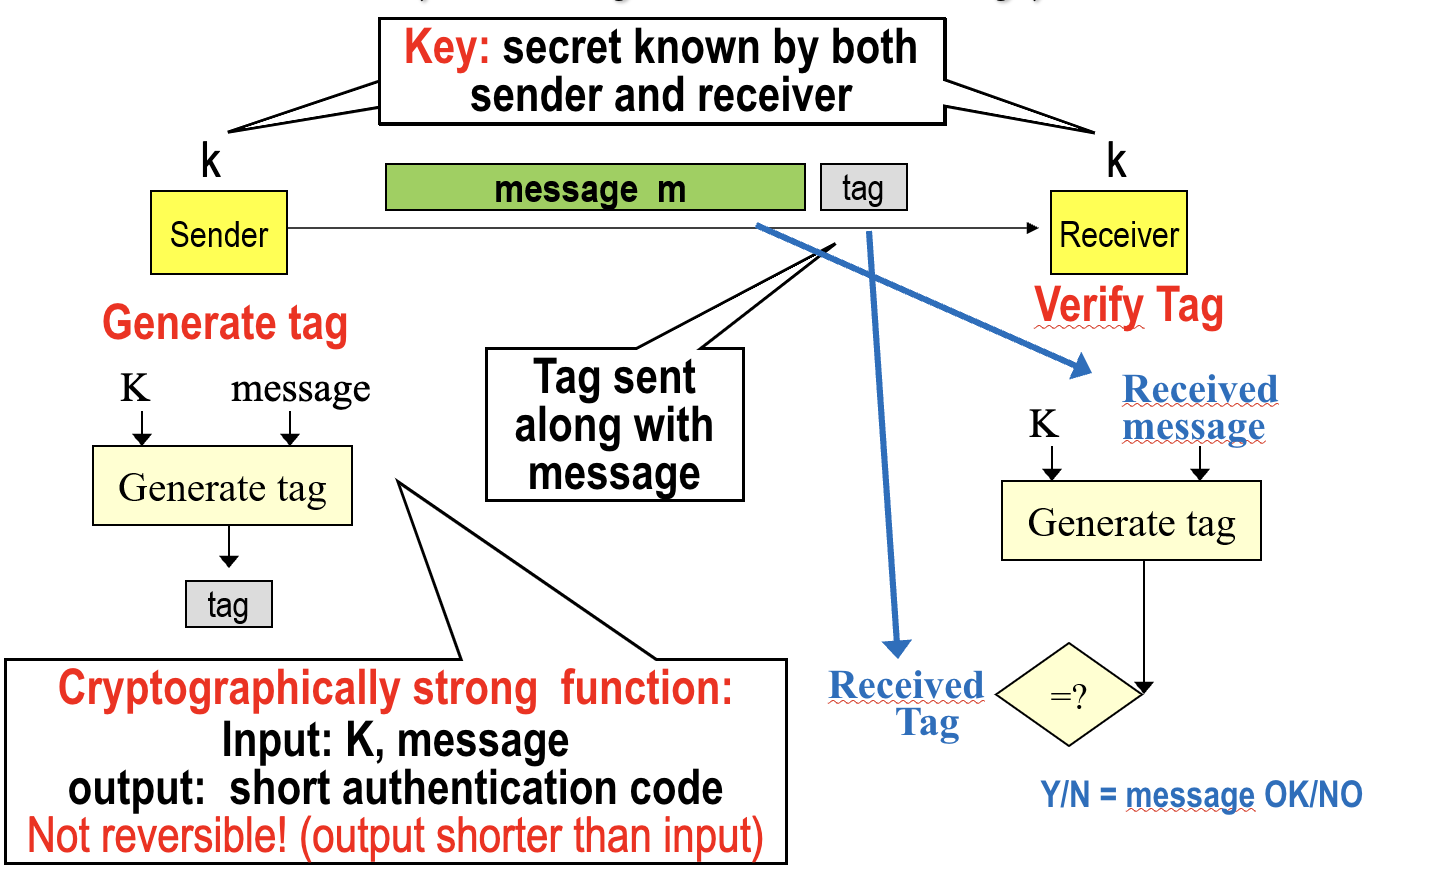 Key: secret known by both
sender and receiver
k
k
message m
tag
Sender
Receiver
Generate tag
Verify Tag
K
message
Generate tag
tag
Tag sent
along with
message
K
Received
message
Generate tag
Received
Tag
=?
Y/N = message OK/NO
Cryptographically strong function:
Input: K, message
output: short authentication code
Not reversible! (output shorter than input)